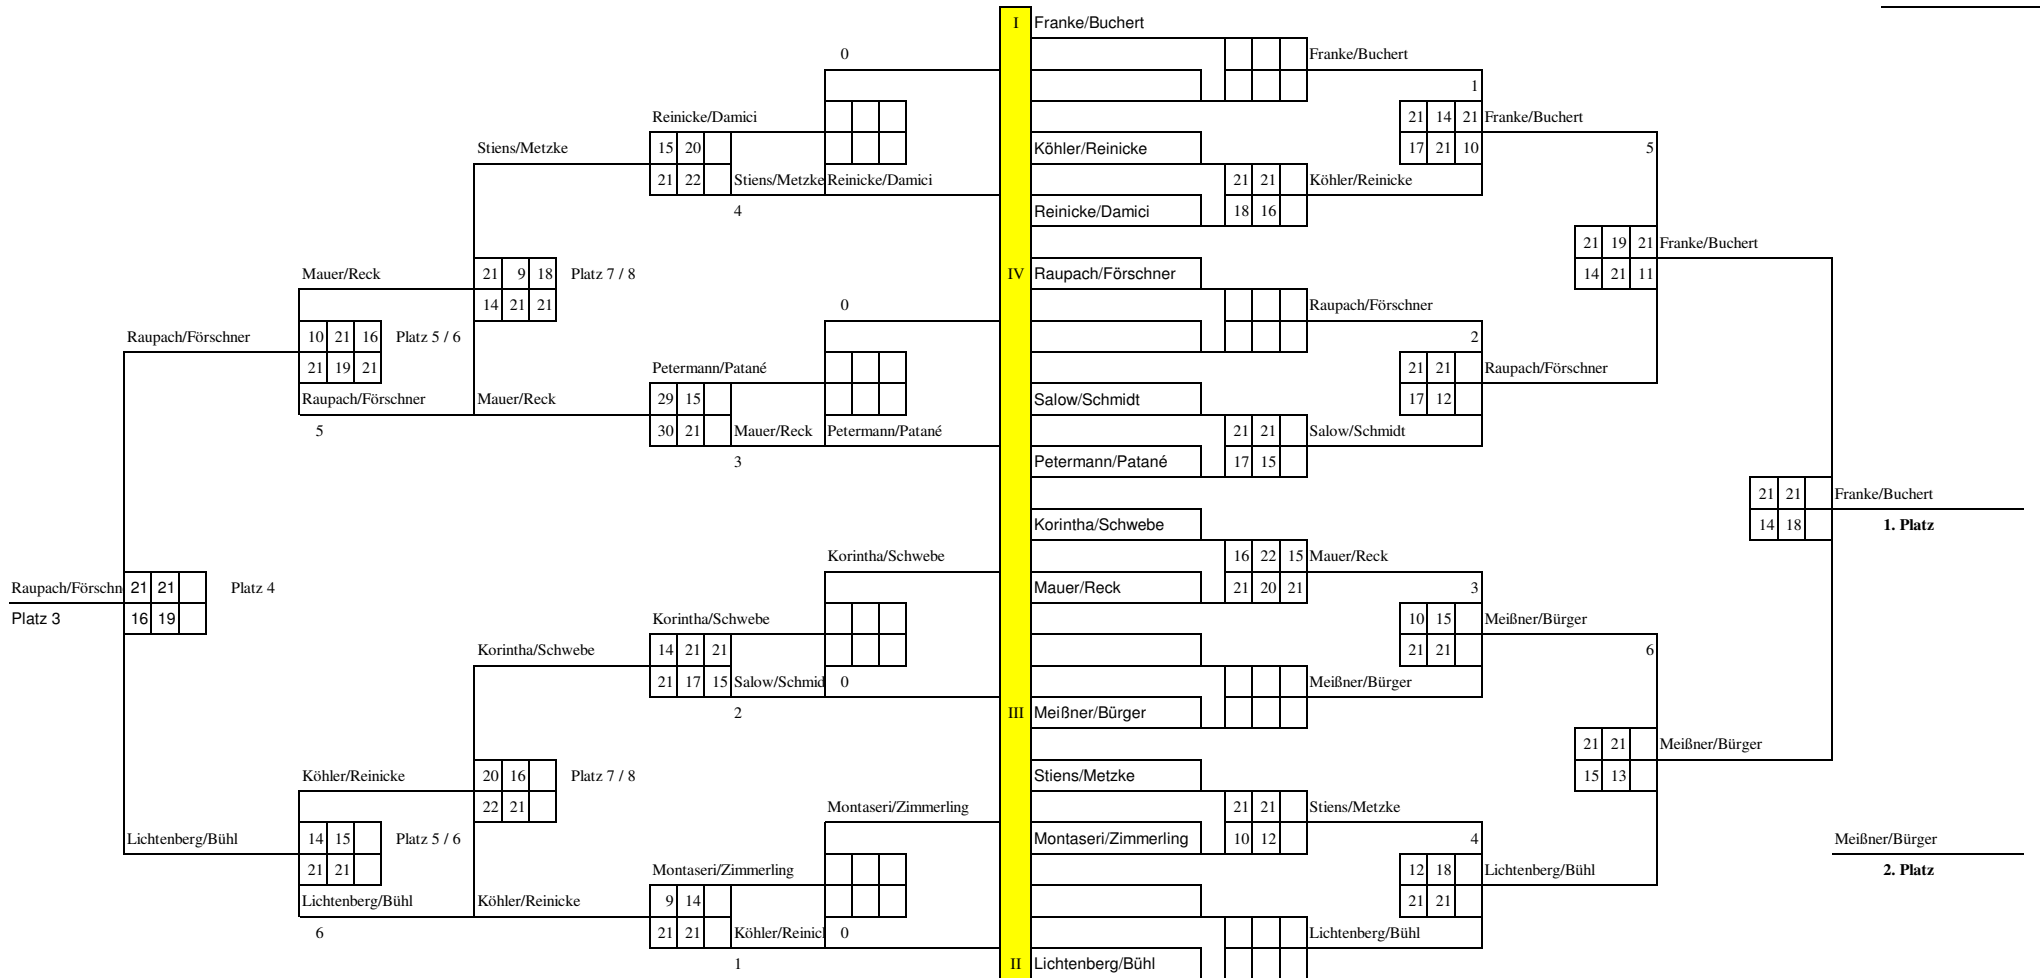 I Franke/Buchert
0 Franke/Buchert
1
Reinicke/Damici 21 14 21 Franke/Buchert
Stiens/Metzke 15 20 Köhler/Reinicke 17 21 10 5
21 22 Stiens/Metzke Reinicke/Damici 21 21 Köhler/Reinicke
4 Reinicke/Damici 18 16
21 19 21 Franke/Buchert
Mauer/Reck 21 9 18 Platz 7 / 8 IV Raupach/Förschner 14 21 11
14 21 21 0 Raupach/Förschner
Raupach/Förschner 10 21 16 Platz 5 / 6 2
21 19 21 Petermann/Patané 21 21 Raupach/Förschner
Raupach/Förschner Mauer/Reck 29 15 Salow/Schmidt 17 12
5 30 21 Mauer/Reck Petermann/Patané 21 21 Salow/Schmidt
3 Petermann/Patané 17 15
21 21 Franke/Buchert
Korintha/Schwebe 14 18 1. Platz
Korintha/Schwebe 16 22 15 Mauer/Reck
Raupach/Förschn 21 21 Platz 4 Mauer/Reck 21 20 21 3
Platz 3 16 19 Korintha/Schwebe 10 15 Meißner/Bürger
Korintha/Schwebe 14 21 21 21 21 6
21 17 15 Salow/Schmid 0 Meißner/Bürger
2 III Meißner/Bürger
21 21 Meißner/Bürger
Köhler/Reinicke 20 16 Platz 7 / 8 Stiens/Metzke 15 13
22 21 Montaseri/Zimmerling 21 21 Stiens/Metzke
Lichtenberg/Bühl 14 15 Platz 5 / 6 Montaseri/Zimmerling 10 12 4 Meißner/Bürger
21 21 Montaseri/Zimmerling 12 18 Lichtenberg/Bühl 2. Platz
Lichtenberg/Bühl Köhler/Reinicke 9 14 21 21
6 21 21 Köhler/Reinicl 0 Lichtenberg/Bühl
1 II Lichtenberg/Bühl